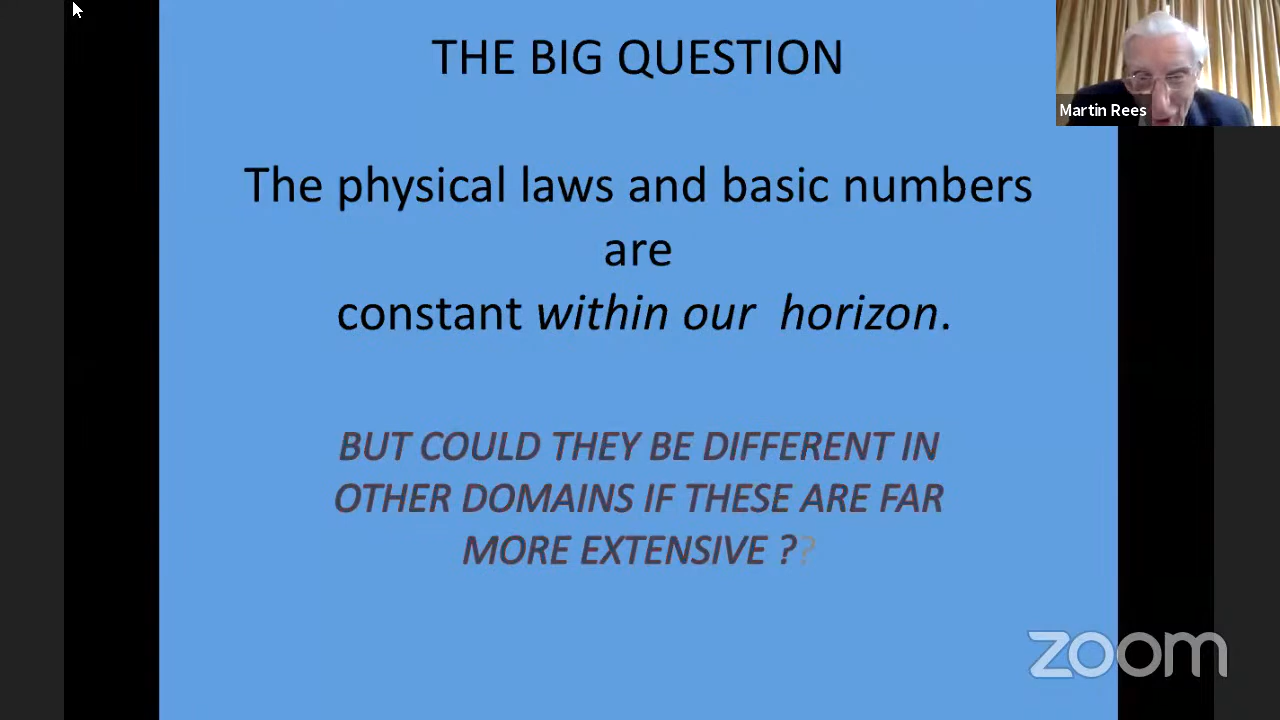 THE BIG QUESTION
Martin Rees
The physical laws and basic numbers
are
constant within our horizon.
BUT COULD THEY BE DIFFERENT IN
OTHER DOMAINS IF THESE ARE FAR
MORE EXTENSIVE ??
zoom